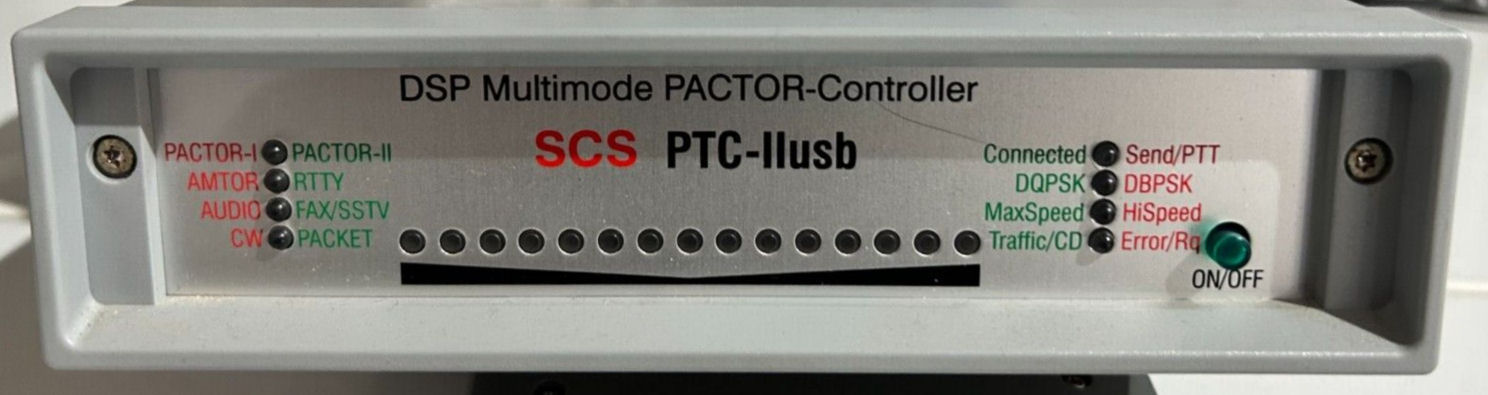 DSP Multimode PACTOR-Controller
SCS PTC-IIusb
PACTOR-I PACTOR-II
AMTOR RTTY
AUDIO FAX/SSTV
CW PACKET
Connected Send/PTT
DQPSK DBPSK
MaxSpeed HiSpeed
Traffic/CD Error/Rq
ON/OFF